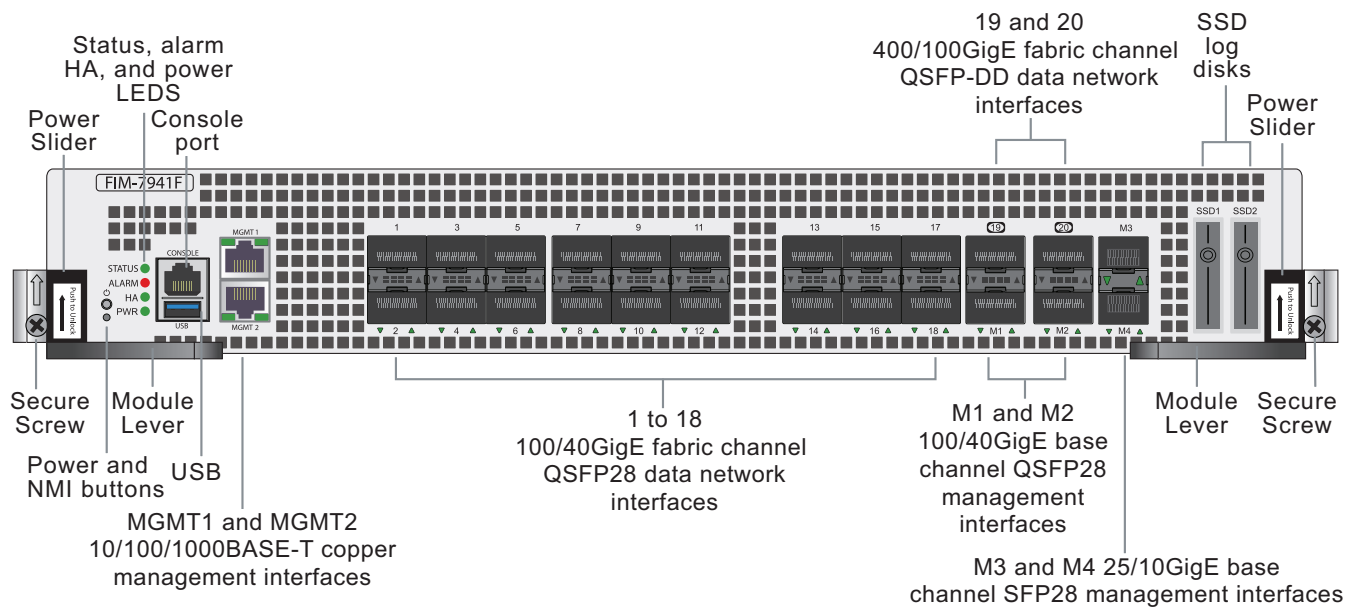 19 and 20
400/100GigE fabric channel
QSFP-DD data network
interfaces
SSD
log
disks
Status, alarm
HA, and power
LEDS
Power
Slider
Console
port
Power
Slider
FIM-7941F
MGMT 1
1
3
5
7
9
11
13
15
17
19
20
M3
SSD1
SSD2
CONSOLE
STATUS
ALARM
HA
PWR
USB
MGMT 2
Push to Unlock
Push to Unlock
2
4
6
8
10
12
14
16
18
M1
M2
M4
Secure
Screw
Module
Lever
Power and
NMI buttons
USB
MGMT1 and MGMT2
10/100/1000BASE-T copper
management interfaces
1 to 18
100/40GigE fabric channel
QSFP28 data network
interfaces
M1 and M2
100/40GigE base
channel QSFP28
management
interfaces
M3 and M4 25/10GigE base
channel SFP28 management interfaces
Module
Lever
Secure
Screw